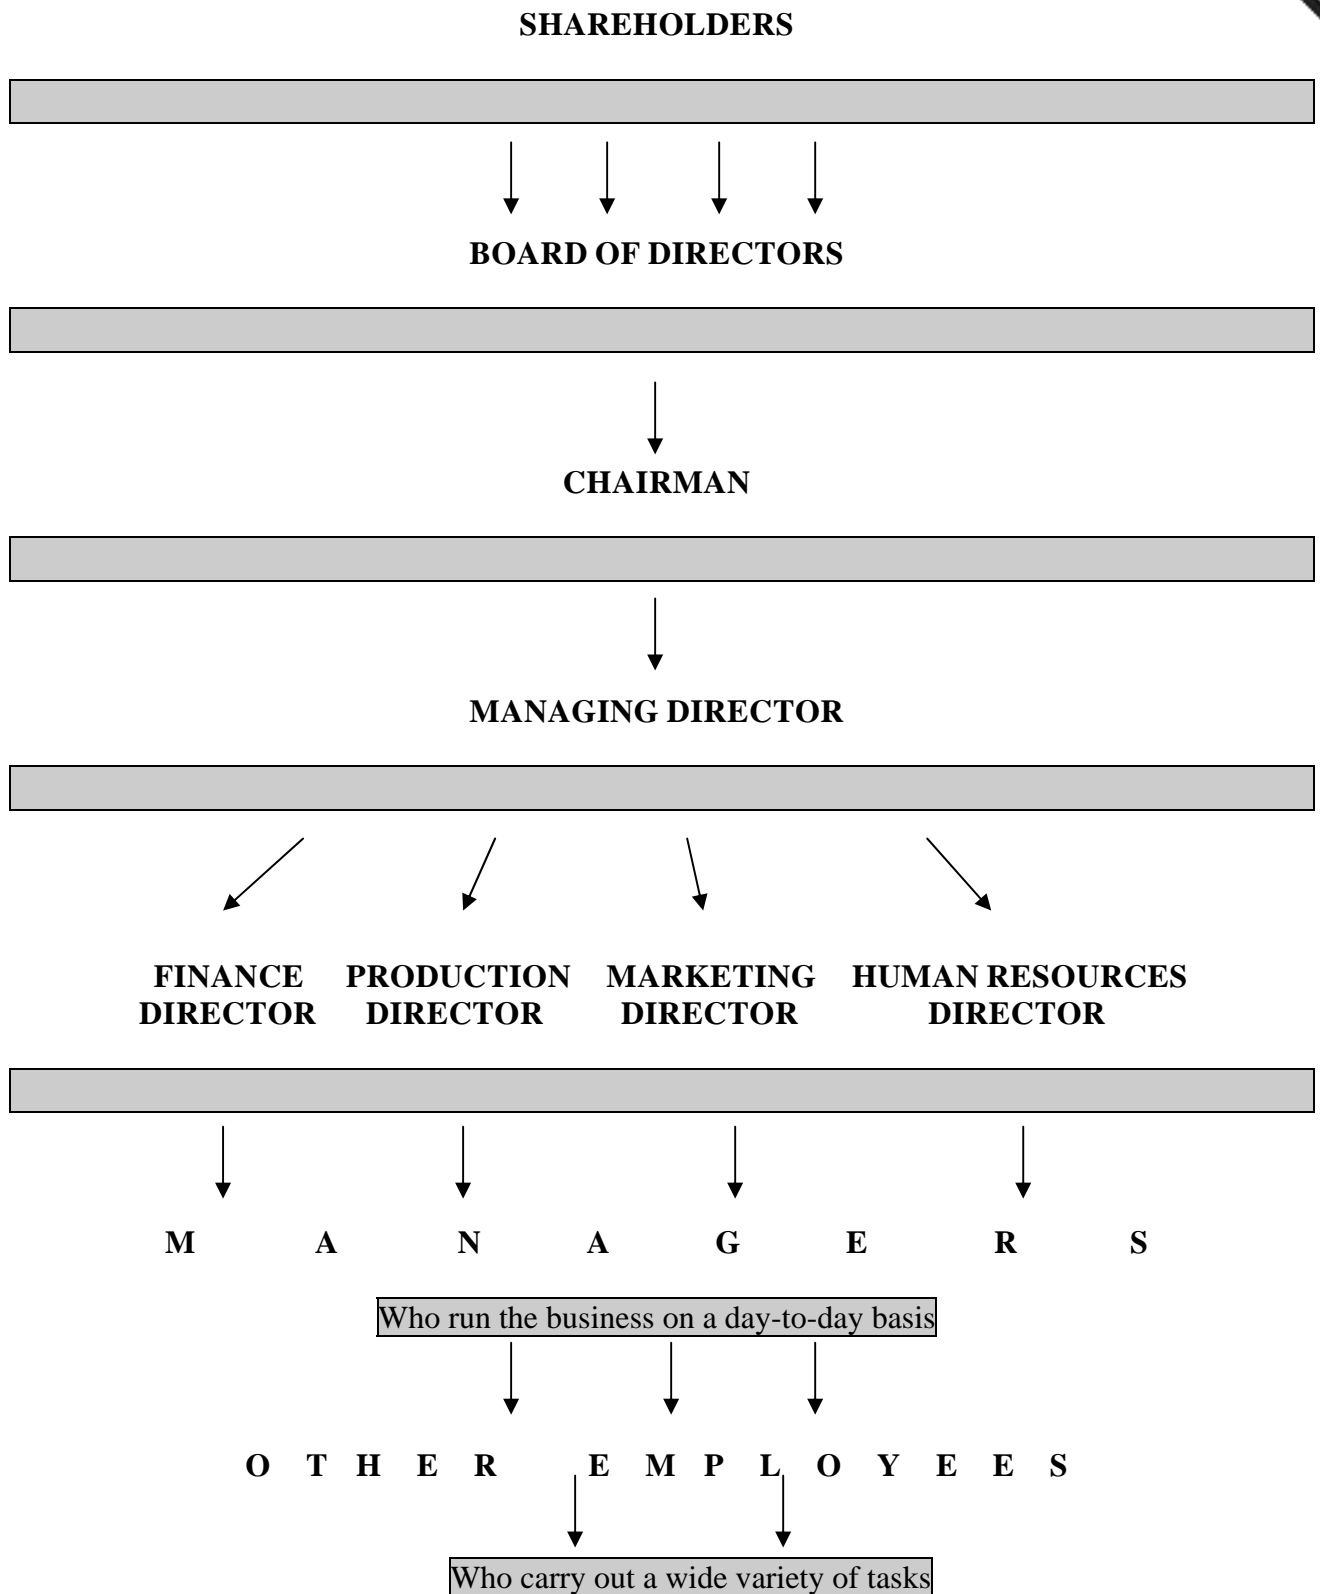 SHAREHOLDERS
BOARD OF DIRECTORS
CHAIRMAN
MANAGING DIRECTOR
FINANCE PRODUCTION MARKETING HUMAN RESOURCES
DIRECTOR DIRECTOR DIRECTOR DIRECTOR
M A N A G E R S
Who run the business on a day-to-day basis
O T H E R E M P L O Y E E S
Who carry out a wide variety of tasks